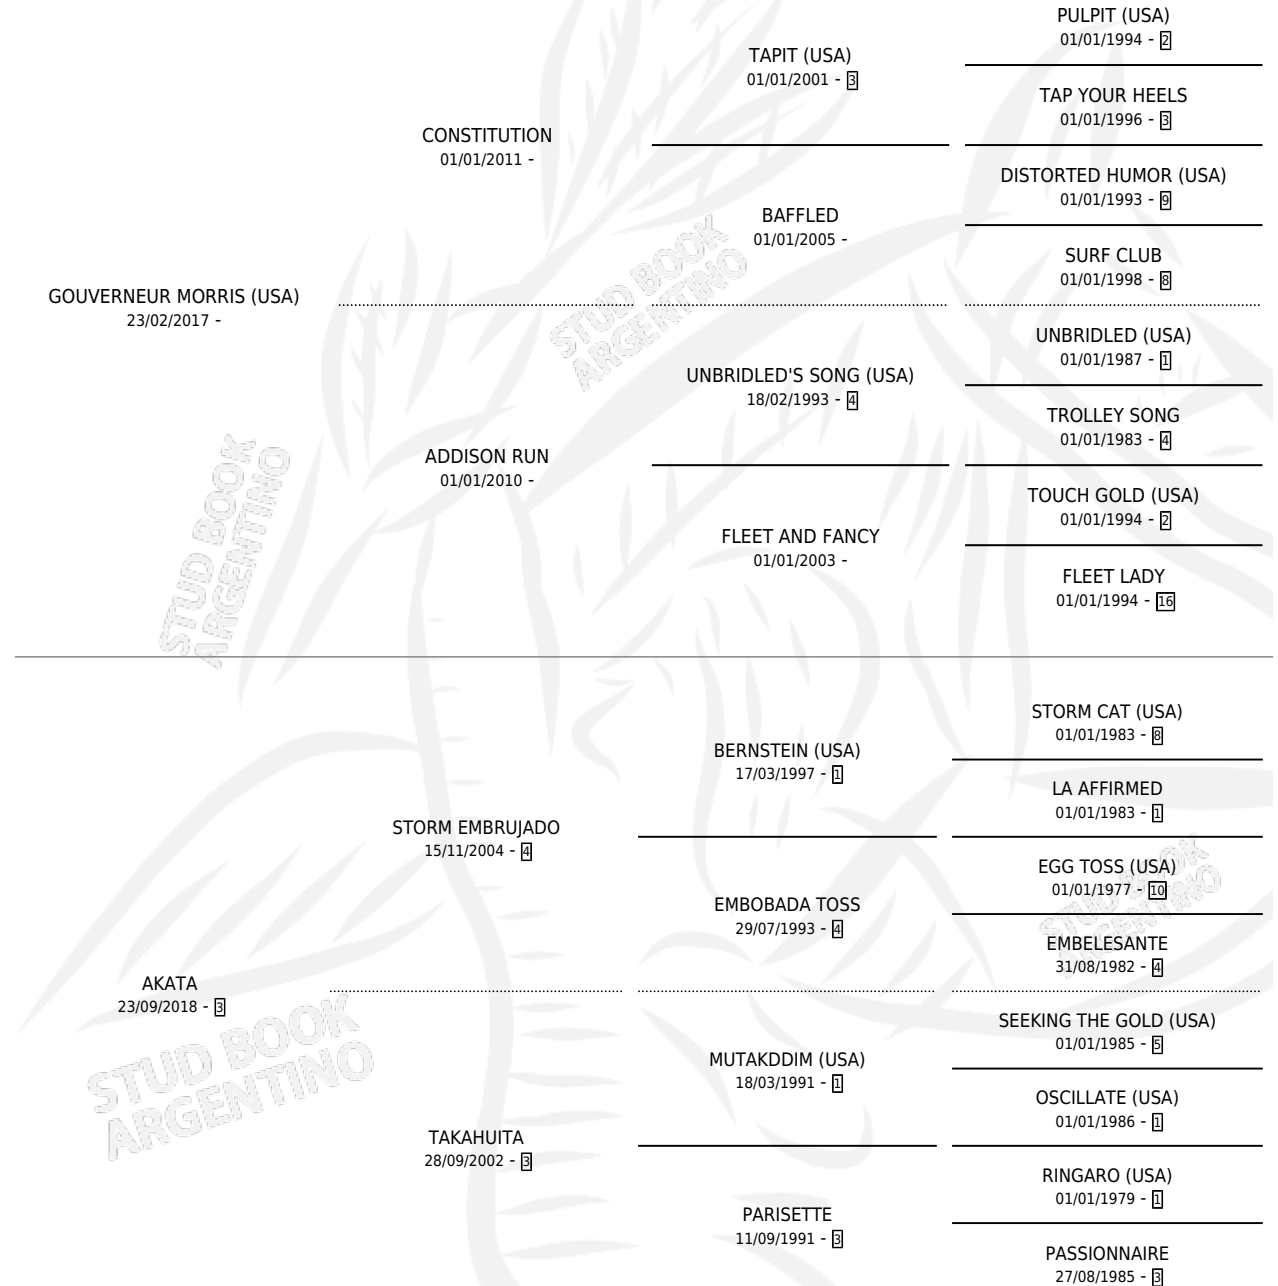 PULPIT (USA)
01/01/1994 - 2
TAPIT (USA)
01/01/2001 - 3
TAP YOUR HEELS
01/01/1996 - 3
CONSTITUTION
01/01/2011 -
DISTORTED HUMOR (USA)
01/01/1993 - 9
BAFFLED
01/01/2005 -
SURF CLUB
01/01/1998 - 8
GOUVERNEUR MORRIS (USA)
23/02/2017 -
UNBRIDLED (USA)
01/01/1987 - 1
UNBRIDLED'S SONG (USA)
18/02/1993 - 4
TROLLEY SONG
01/01/1983 - 4
ADDISON RUN
01/01/2010 -
TOUCH GOLD (USA)
01/01/1994 - 2
FLEET AND FANCY
01/01/2003 -
FLEET LADY
01/01/1994 - 16
STUD BOOK
ARGENTINO
STUD BOOK
ARGENTINO
STORM CAT (USA)
01/01/1983 - 8
BERNSTEIN (USA)
17/03/1997 - 1
LA AFFIRMED
01/01/1983 - 1
STORM EMBRUJADO
15/11/2004 - 4
EGG TOSS (USA)
01/01/1977 - 10
EMBOBADA TOSS
29/07/1993 - 4
EMBELESANTE
31/08/1982 - 4
AKATA
23/09/2018 - 3
SEEKING THE GOLD (USA)
01/01/1985 - 5
MUTAKDDIM (USA)
18/03/1991 - 1
OSCILLATE (USA)
01/01/1986 - 1
TAKAHUITA
28/09/2002 - 3
RINGARO (USA)
01/01/1979 - 1
PARISETTE
11/09/1991 - 3
PASSIONNAIRE
27/08/1985 - 3
STUD BOOK
ARGENTINO
STUD BOOK
ARGENTINO